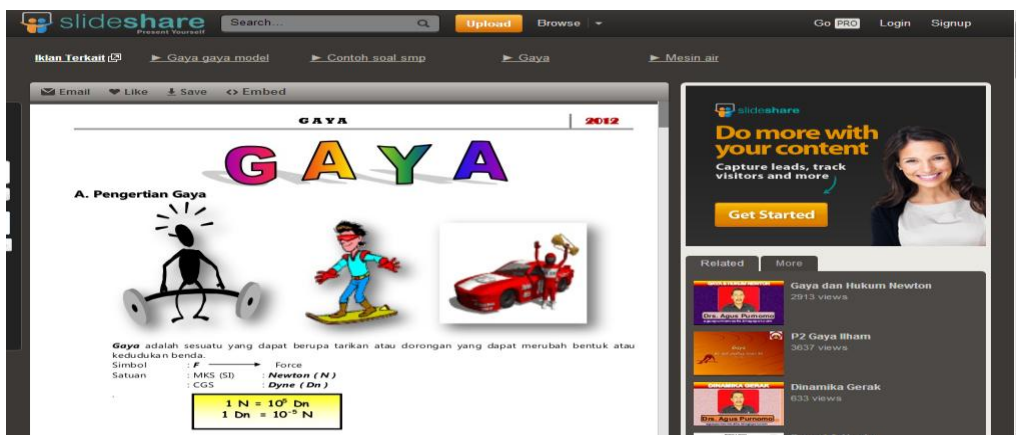 slideshare
Present Yourself
Search...
Upload
Browse
Go PRO
Login
Signup
Iklan Terkait
► Gaya gaya model
► Contoh soal smp
► Gaya
► Mesin air
Email
Like
Save
<> Embed
GAYA
2012
GAYA
A. Pengertian Gaya
Gaya adalah sesuatu yang dapat berupa tarikan atau dorongan yang dapat merubah bentuk atau
kedudukan benda.
Simbol : F → Force
Satuan : MKS (SI) : Newton ( N )
: CGS : Dyne ( Dn )
1 N = 10⁵ Dn
1 Dn = 10⁻⁵ N
slideshare
Do more with
your content
Capture leads, track
visitors and more
Get Started
Related
More
Gaya dan Hukum Newton
2913 views
Drs. Agus Purnomo
P2 Gaya Ilham
3637 views
DINAMIKA GERAK
Dinamika Gerak
633 views
Drs. Agus Purnomo